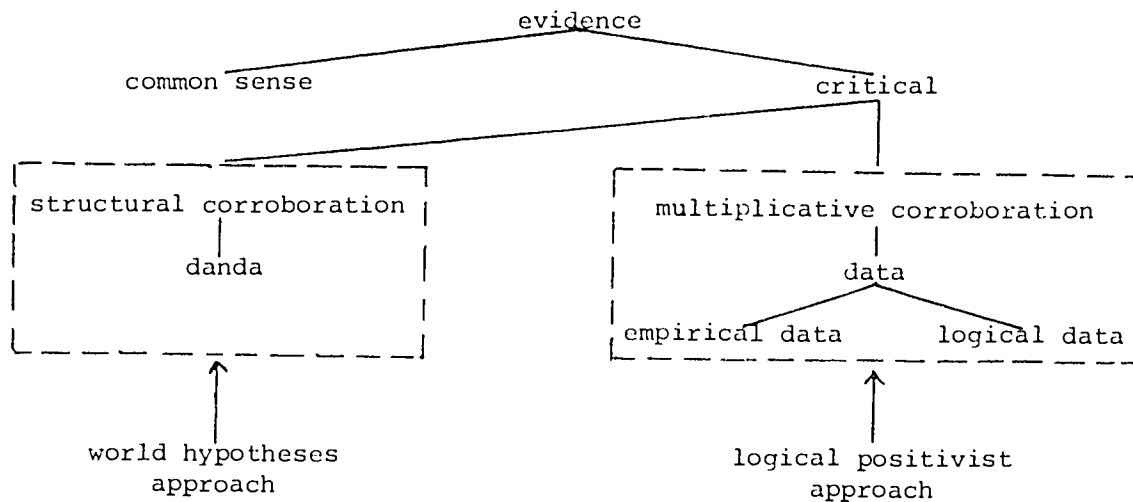 evidence
common sense
critical
structural corroboration
multiplicative corroboration
danda
data
empirical data
logical data
world hypotheses
approach
logical positivist
approach